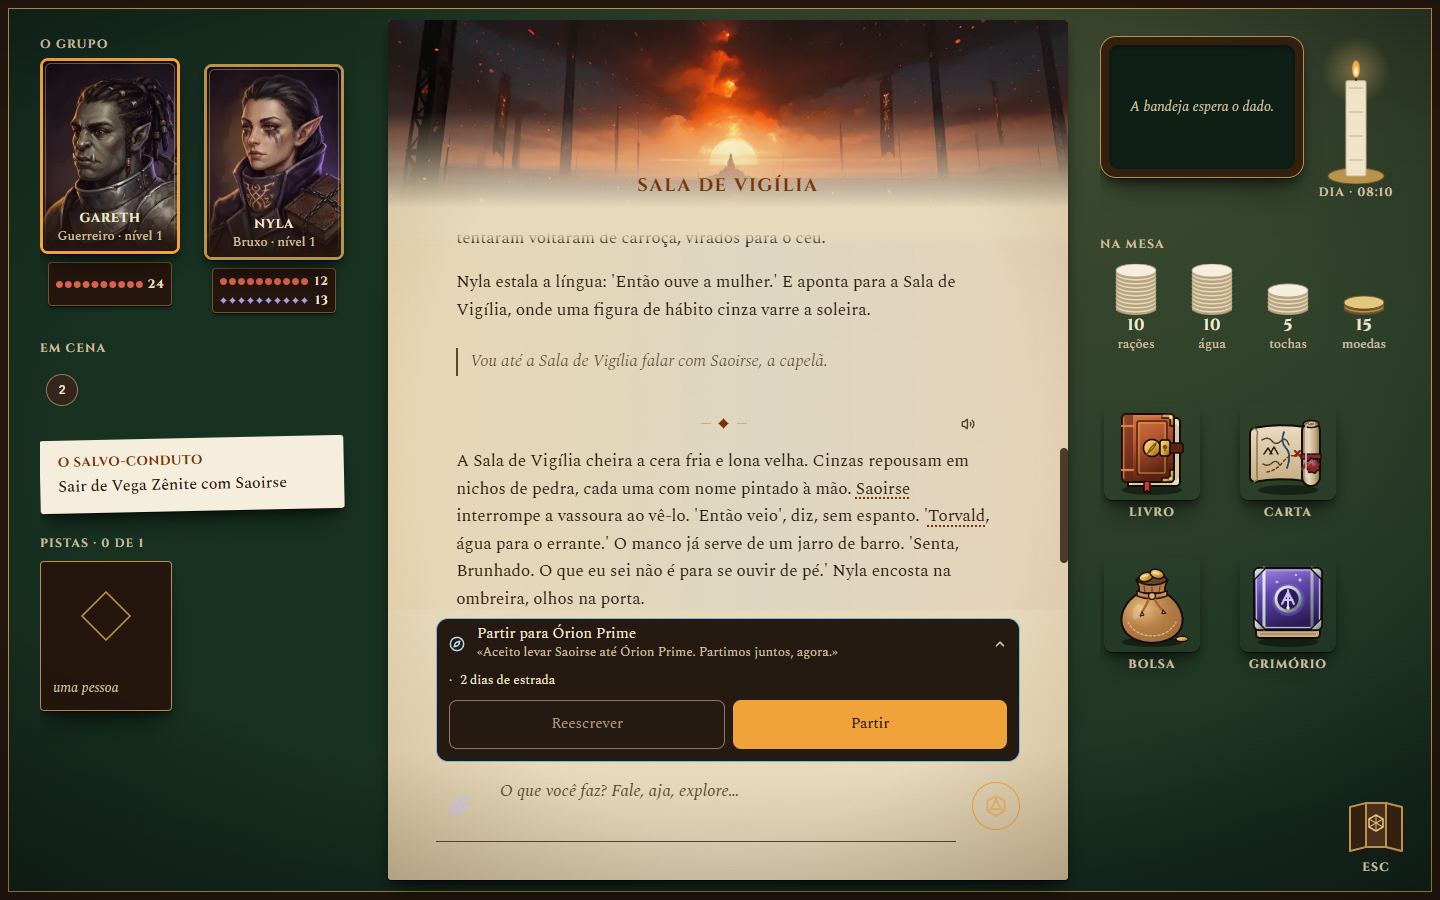 O GRUPO
GARETH
Guerreiro · nível 1
24
NYLA
Bruxo · nível 1
12
13
EM CENA
2
O SALVO-CONDUTO
Sair de Vega Zênite com Saoirse
PISTAS · 0 DE 1
uma pessoa
SALA DE VIGÍLIA
tentaram voltaram de carroça, virados para o céu.
Nyla estala a língua: 'Então ouve a mulher.' E aponta para a Sala de
Vigília, onde uma figura de hábito cinza varre a soleira.
Vou até a Sala de Vigília falar com Saoirse, a capelã.
A Sala de Vigília cheira a cera fria e lona velha. Cinzas repousam em
nichos de pedra, cada uma com nome pintado à mão. Saoirse
interrompe a vassoura ao vê-lo. 'Então veio', diz, sem espanto. 'Torvald,
água para o errante.' O manco já serve de um jarro de barro. 'Senta,
Brunhado. O que eu sei não é para se ouvir de pé.' Nyla encosta na
ombreira, olhos na porta.
Partir para Órion Prime
«Aceito levar Saoirse até Órion Prime. Partimos juntos, agora.»
· 2 dias de estrada
Reescrever
Partir
O que você faz? Fale, aja, explore...
A bandeja espera o dado.
DIA · 08:10
NA MESA
10
rações
10
água
5
tochas
15
moedas
LIVRO
CARTA
BOLSA
GRIMÓRIO
ESC